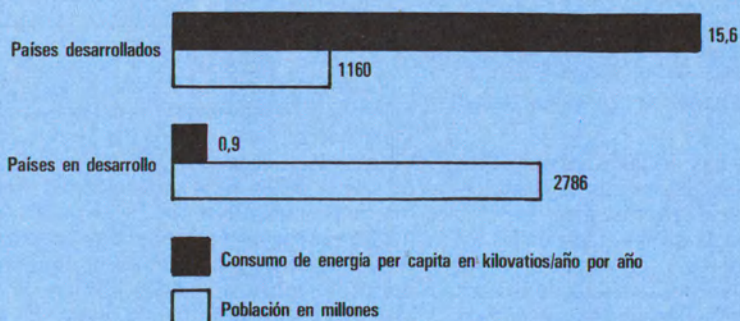 Países desarrollados
15,6
1160
Países en desarrollo
0,9
2786
Consumo de energía per capita en kilovatios/año por año
Población en millones